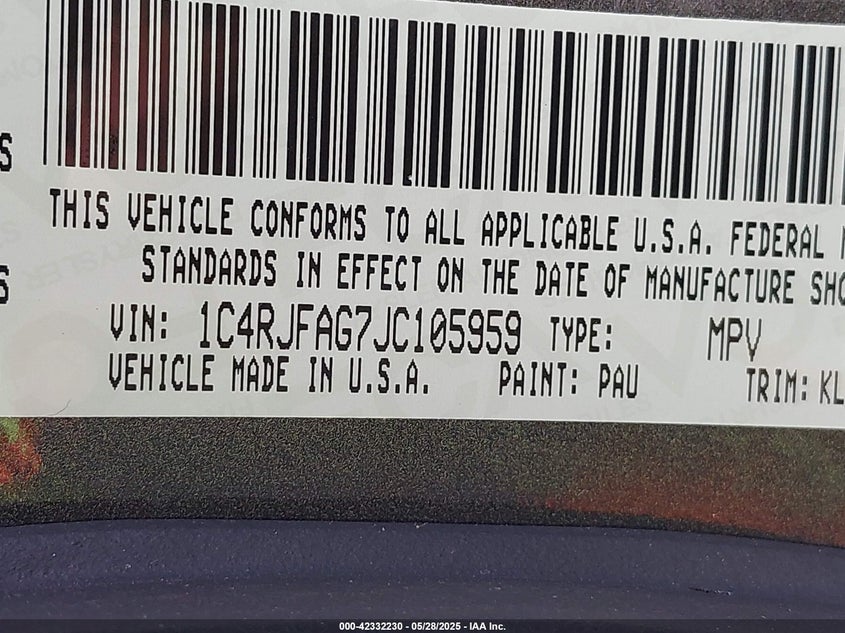 S
THIS VEHICLE CONFORMS TO ALL APPLICABLE U.S.A. FEDERAL
STANDARDS IN EFFECT ON THE DATE OF MANUFACTURE SHO
S
VIN: 1C4RJFAG7JC105959 TYPE: MPV
VEHICLE MADE IN U.S.A. PAINT: PAU TRIM: KL
000-42332230 - 05/28/2025 - IAA Inc.